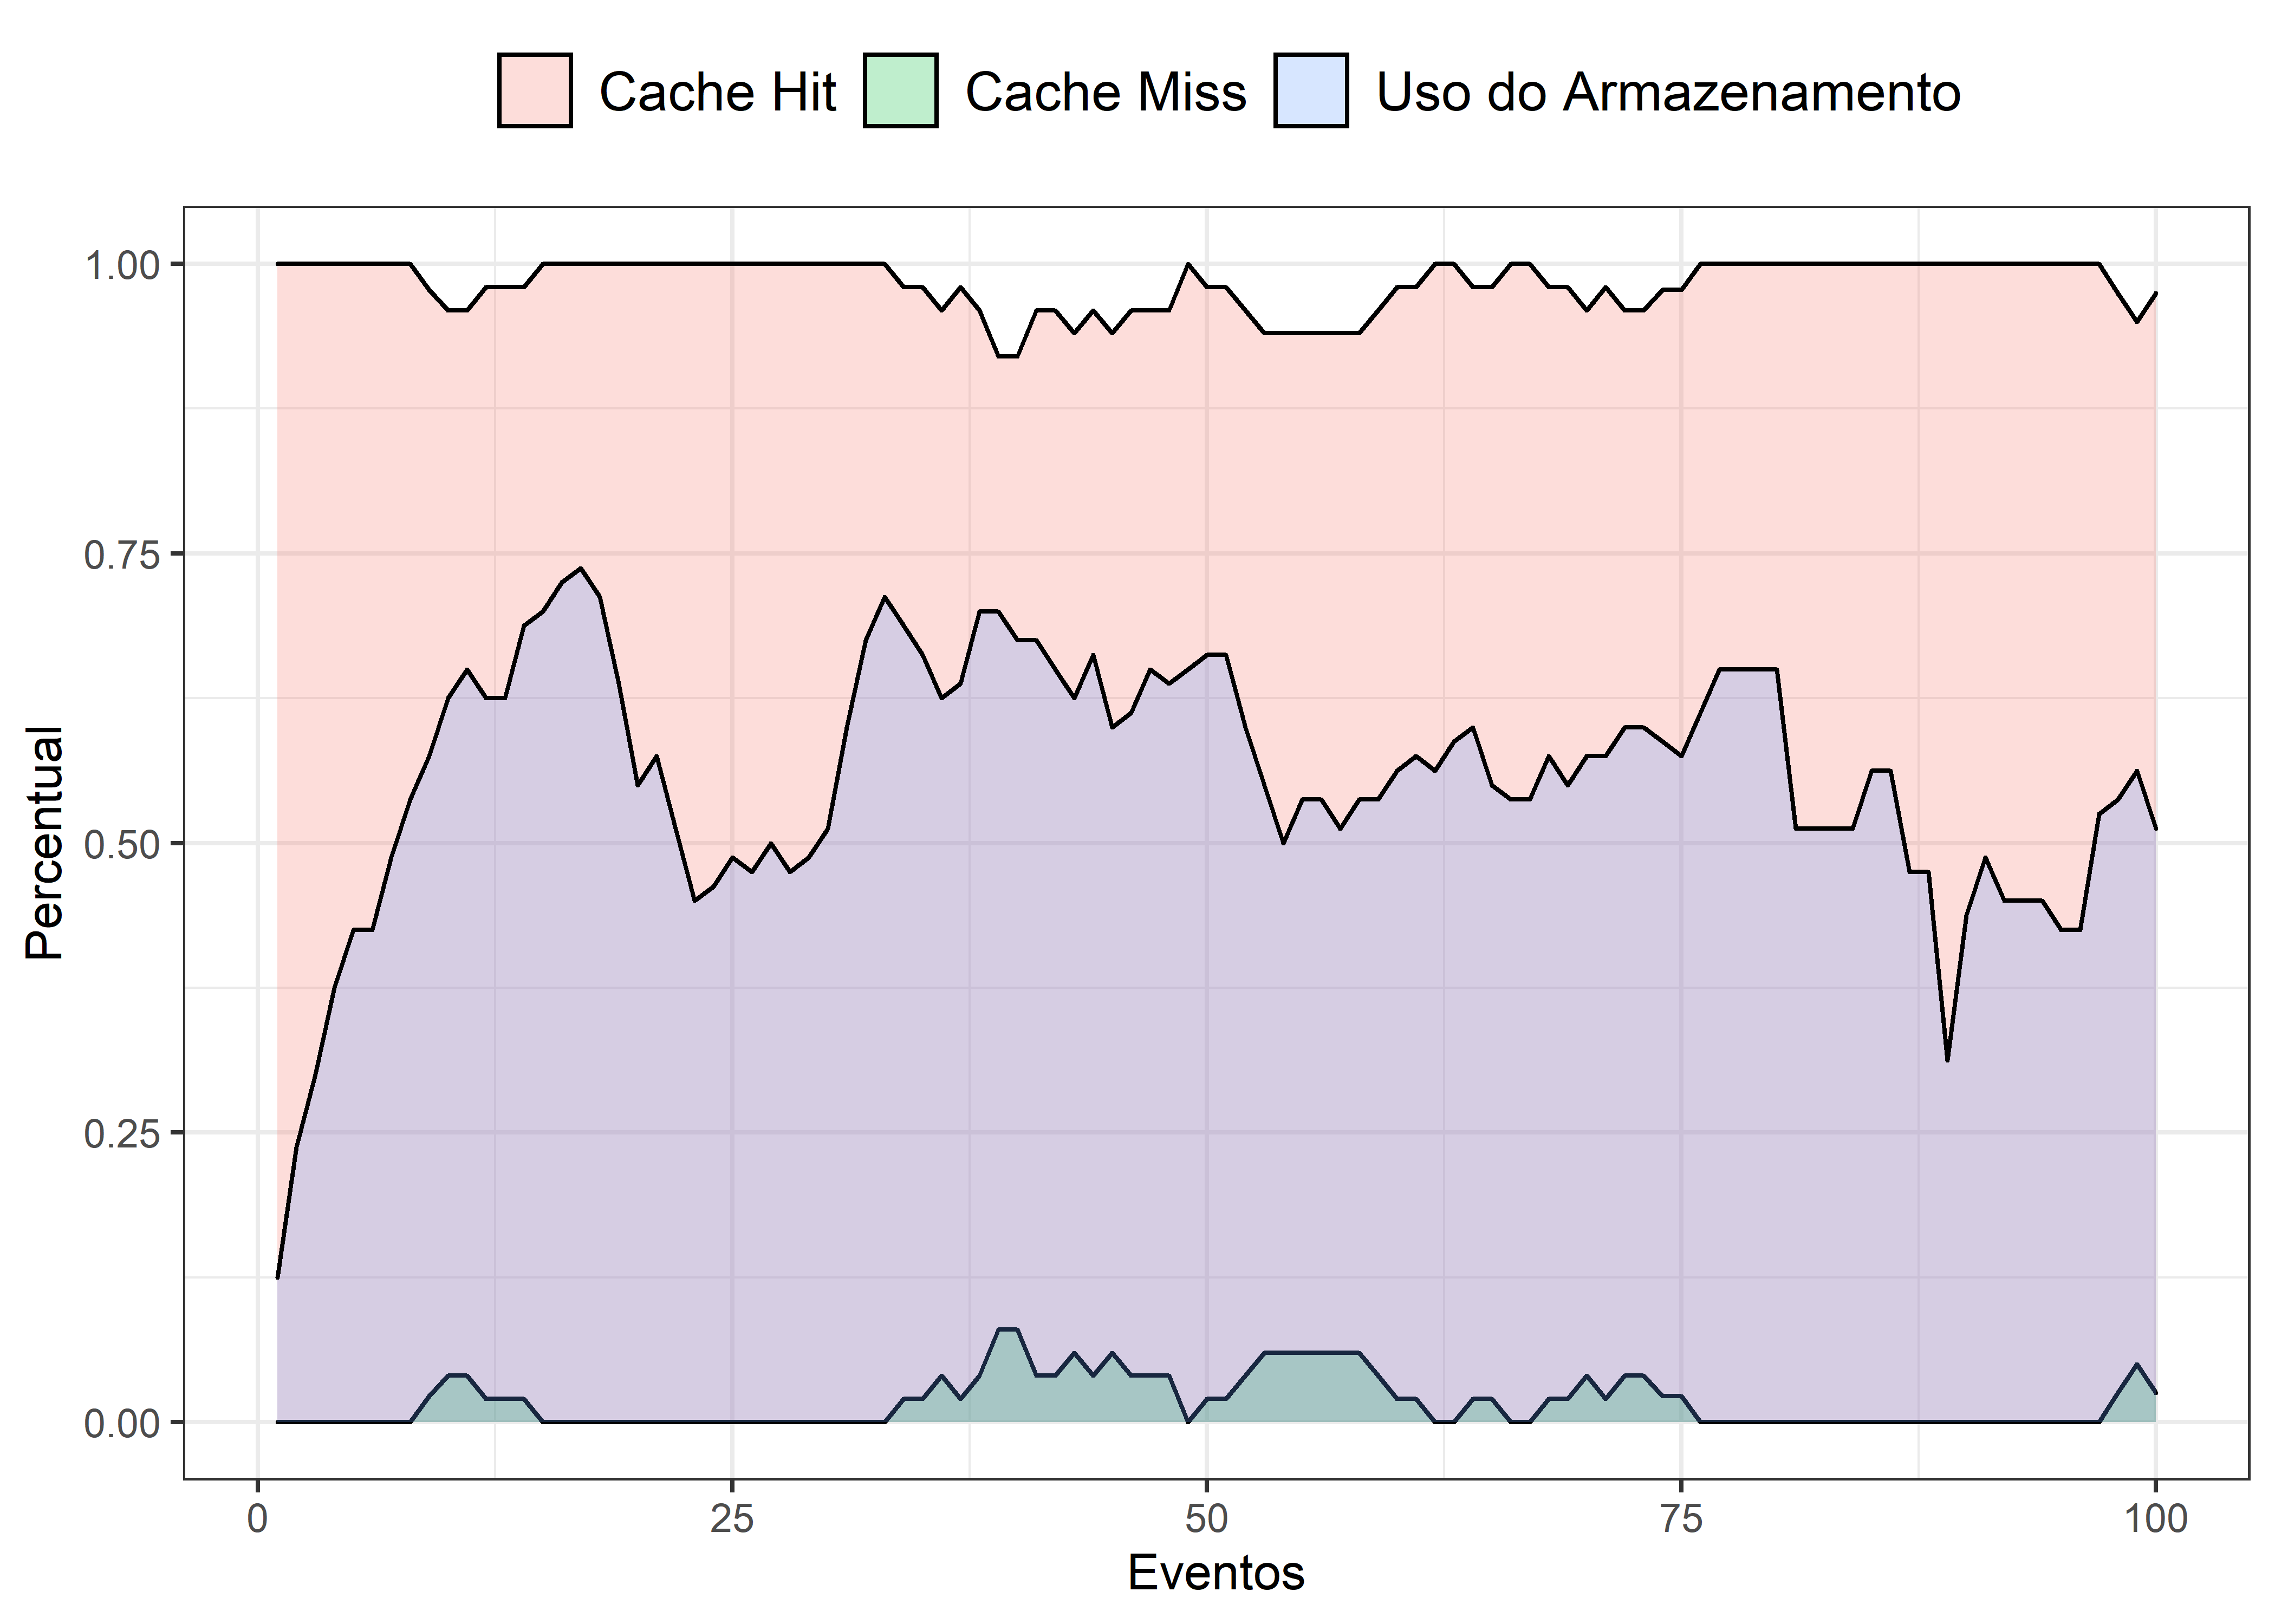 Cache Hit Cache Miss Uso do Armazenamento
1.00
0.75
0.50
0.25
0.00
Percentual
0 25 50 75 100
Eventos